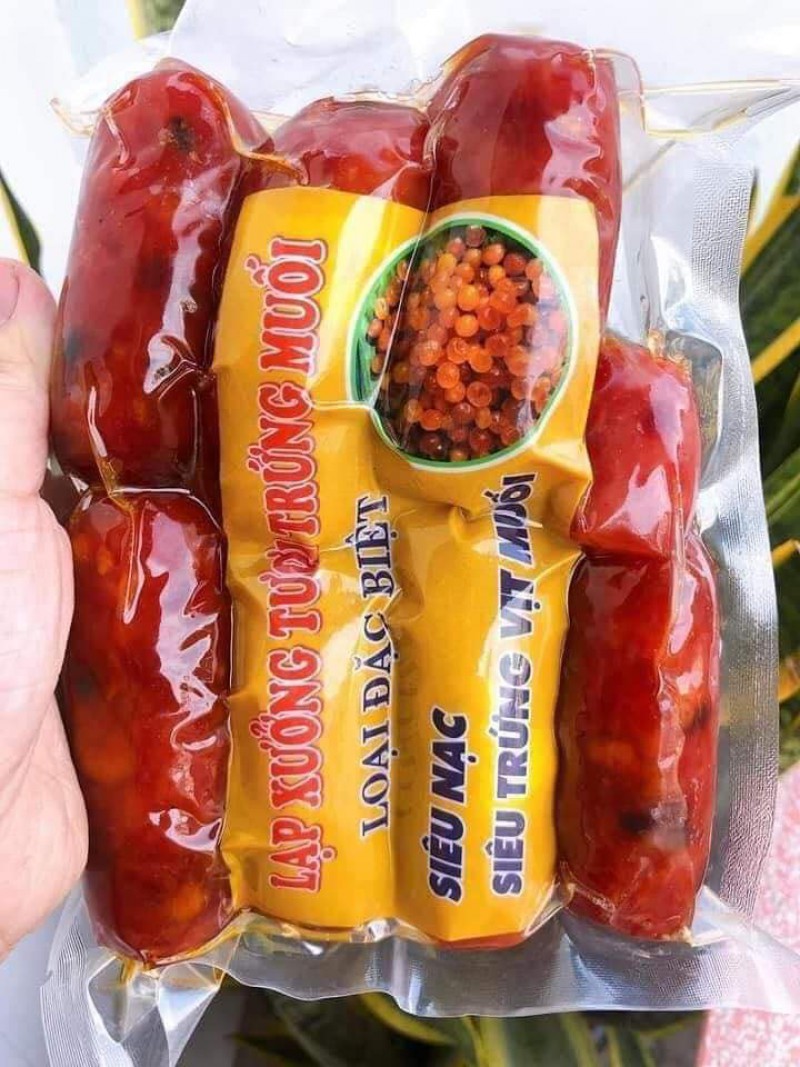 LẠP XƯỞNG TƯƠI TRỨNG MUỐI
LOẠI ĐẶC BIỆT
SIÊU NẠC
SIÊU TRỨNG VỊT MUỐI